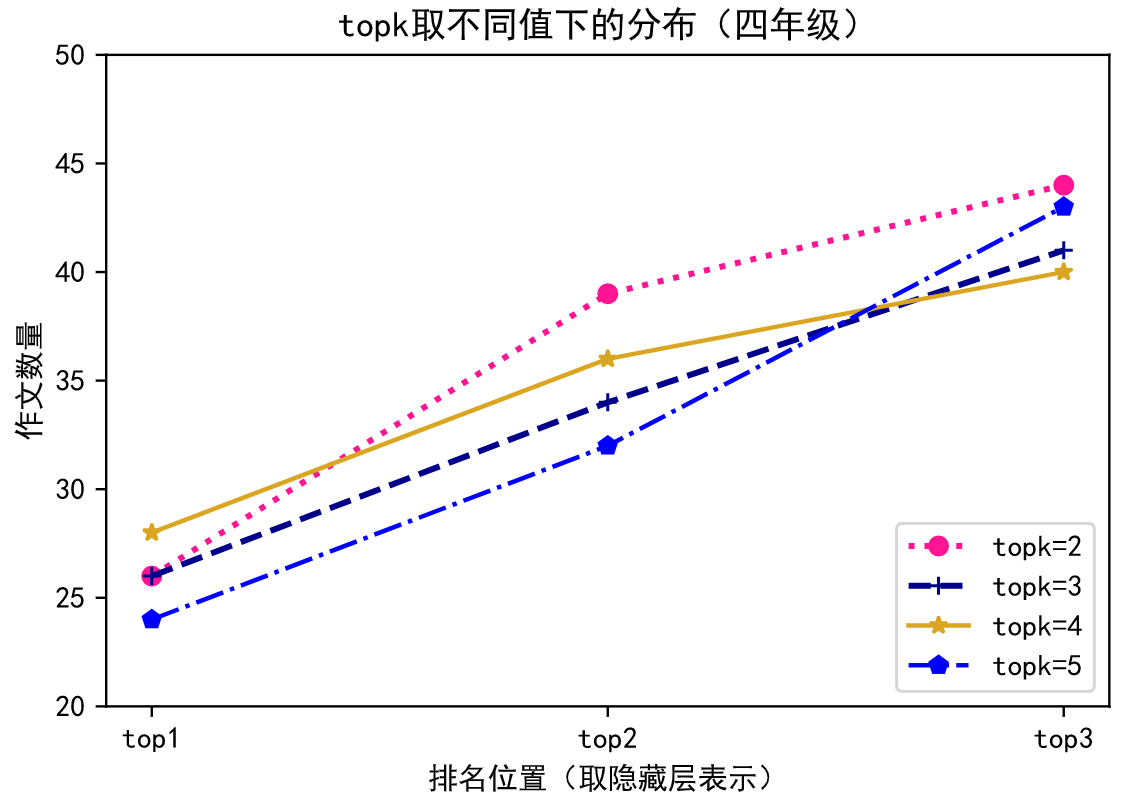 topk取不同值下的分布（四年级）
50
45
40
35
30
25
20
作文数量
top1
top2
top3
排名位置（取隐藏层表示）
topk=2
topk=3
topk=4
topk=5